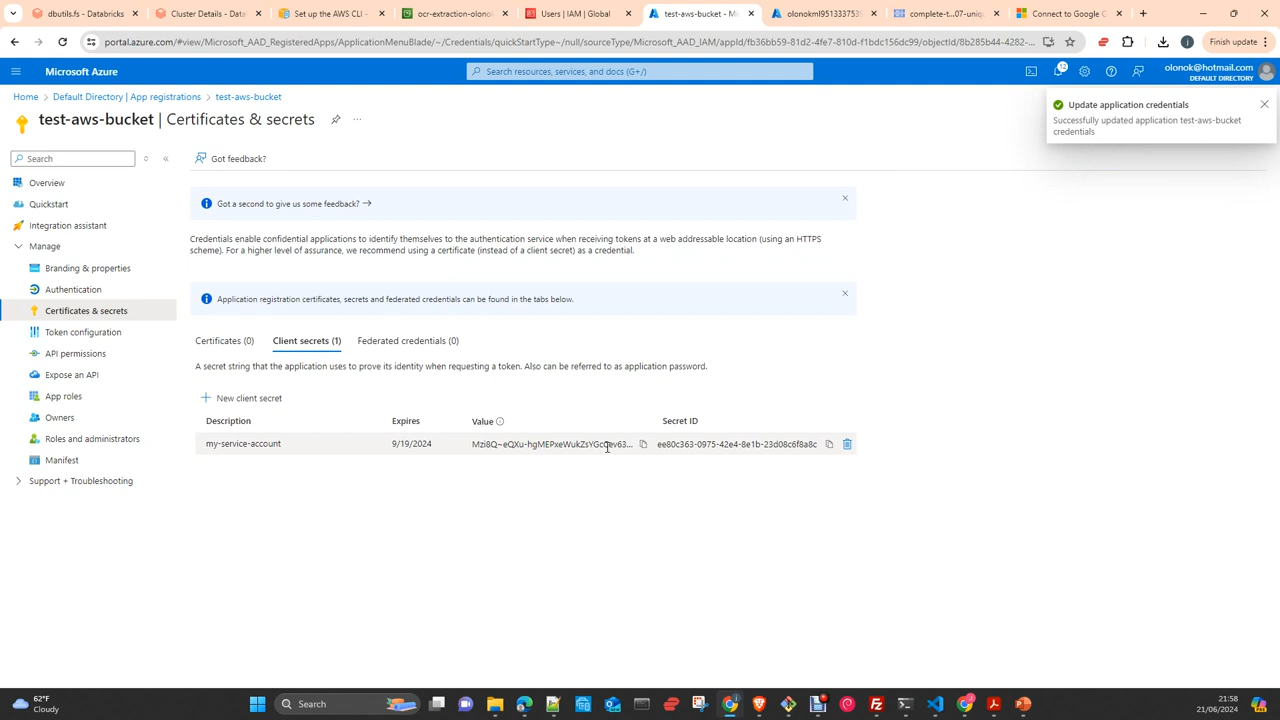 dbutils.fs - Databricks
Cluster Details - Data
Set up the AWS CLI -
ocr-extraction-olonok
Users | IAM | Global
test-aws-bucket - Mi
olonokml9513337535
complete-t...07-uniqu
Connect to Google C
portal.azure.com/#view/Microsoft_AAD_RegisteredApps/ApplicationMenuBlade/~/Credentials/quickStartType~/null/sourceType/Microsoft_AAD_IAM/appId/fb36bb59-81d2-4fe7-810d-f1bdc156dc99/objectId/8b285b44-4282-...
Finish update
Microsoft Azure
Search resources, services, and docs (G+/)
12
olonok@hotmail.com
DEFAULT DIRECTORY
Home > Default Directory | App registrations > test-aws-bucket
test-aws-bucket | Certificates & secrets
Update application credentials
Successfully updated application test-aws-bucket
credentials
Search
Got feedback?
Overview
Quickstart
Integration assistant
Manage
Branding & properties
Authentication
Certificates & secrets
Token configuration
API permissions
Expose an API
App roles
Owners
Roles and administrators
Manifest
Support + Troubleshooting
Got a second to give us some feedback?
Credentials enable confidential applications to identify themselves to the authentication service when receiving tokens at a web addressable location (using an HTTPS
scheme). For a higher level of assurance, we recommend using a certificate (instead of a client secret) as a credential.
Application registration certificates, secrets and federated credentials can be found in the tabs below.
Certificates (0) Client secrets (1) Federated credentials (0)
A secret string that the application uses to prove its identity when requesting a token. Also can be referred to as application password.
New client secret
Description Expires Value Secret ID
my-service-account 9/19/2024 ee80c363-0975-42e4-8e1b-23d08c6f8a8c
62°F
Cloudy
Search
21:58
21/06/2024